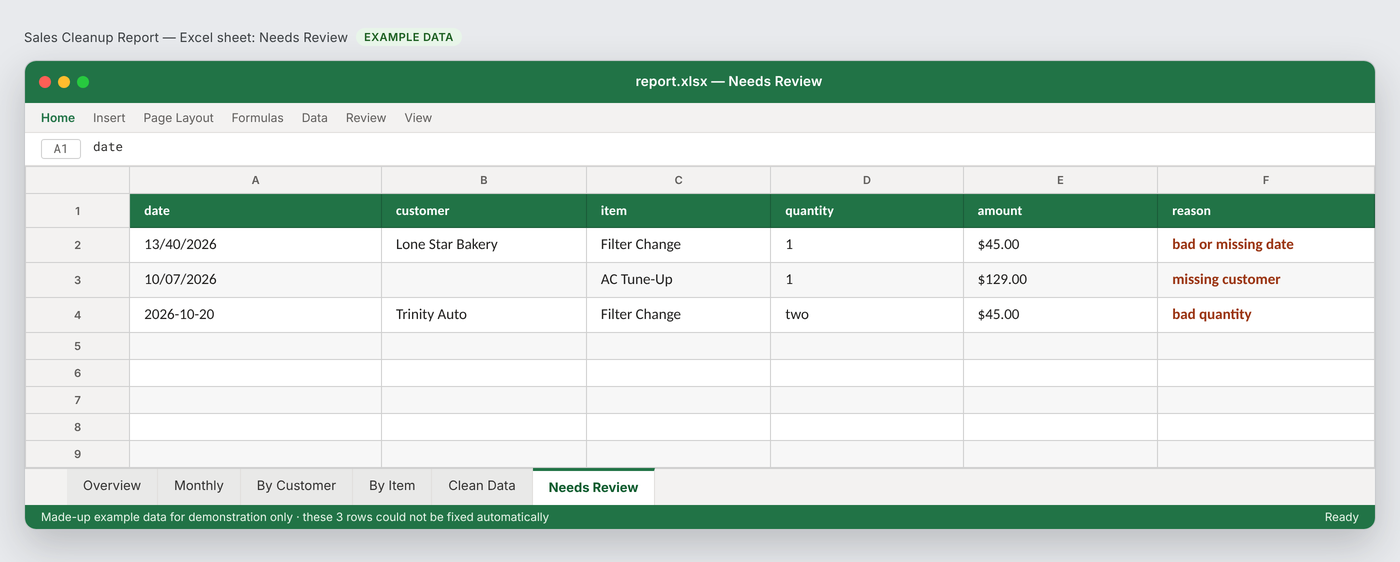 Sales Cleanup Report — Excel sheet: Needs Review EXAMPLE DATA
report.xlsx — Needs Review
Home Insert Page Layout Formulas Data Review View
A1 date
A B C D E F
1 date customer item quantity amount reason
2 13/40/2026 Lone Star Bakery Filter Change 1 $45.00 bad or missing date
3 10/07/2026 AC Tune-Up 1 $129.00 missing customer
4 2026-10-20 Trinity Auto Filter Change two $45.00 bad quantity
5
6
7
8
9
Overview Monthly By Customer By Item Clean Data Needs Review
Made-up example data for demonstration only · these 3 rows could not be fixed automatically Ready